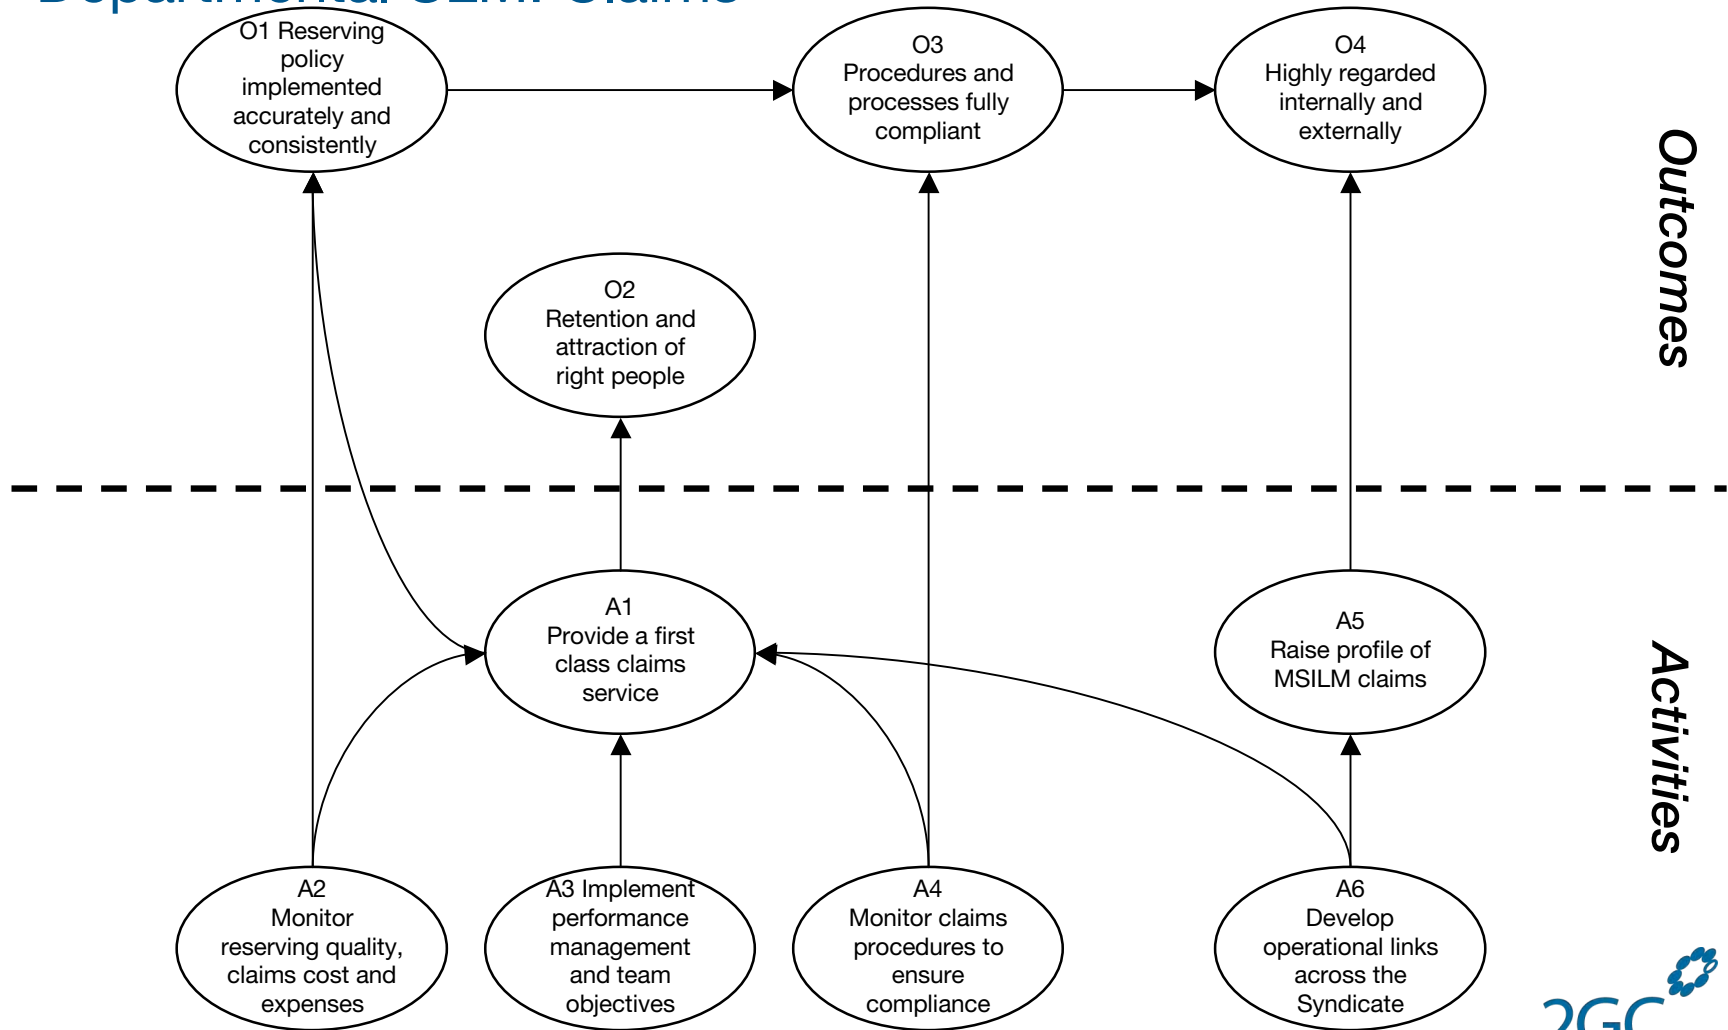 O1 Reserving
policy
implemented
accurately and
consistently
O3
Procedures and
processes fully
compliant
O4
Highly regarded
internally and
externally
Outcomes
O2
Retention and
attraction of
right people
A1
Provide a first
class claims
service
A5
Raise profile of
MSILM claims
Activities
A2
Monitor
reserving quality,
claims cost and
expenses
A3 Implement
performance
management
and team
objectives
A4
Monitor claims
procedures to
ensure
compliance
A6
Develop
operational links
across the
Syndicate
2GC